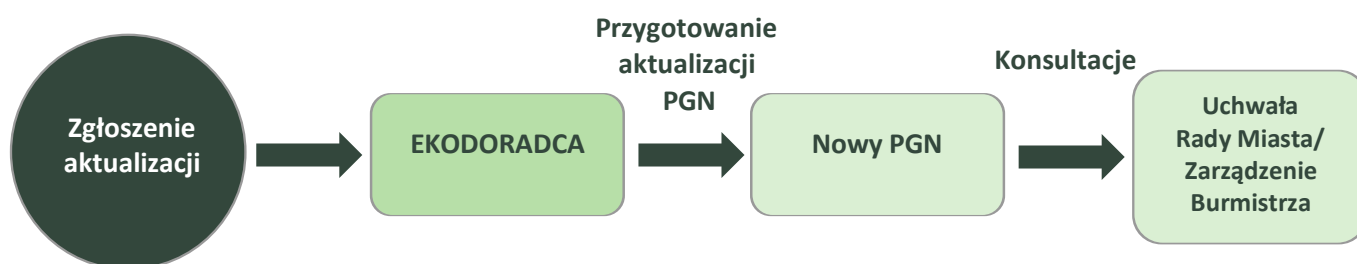 Zgłoszenie
aktualizacji
EKODORADCA
Przygotowanie
aktualizacji
PGN
Nowy PGN
Konsultacje
Uchwała
Rady Miasta/
Zarządzenie
Burmistrza